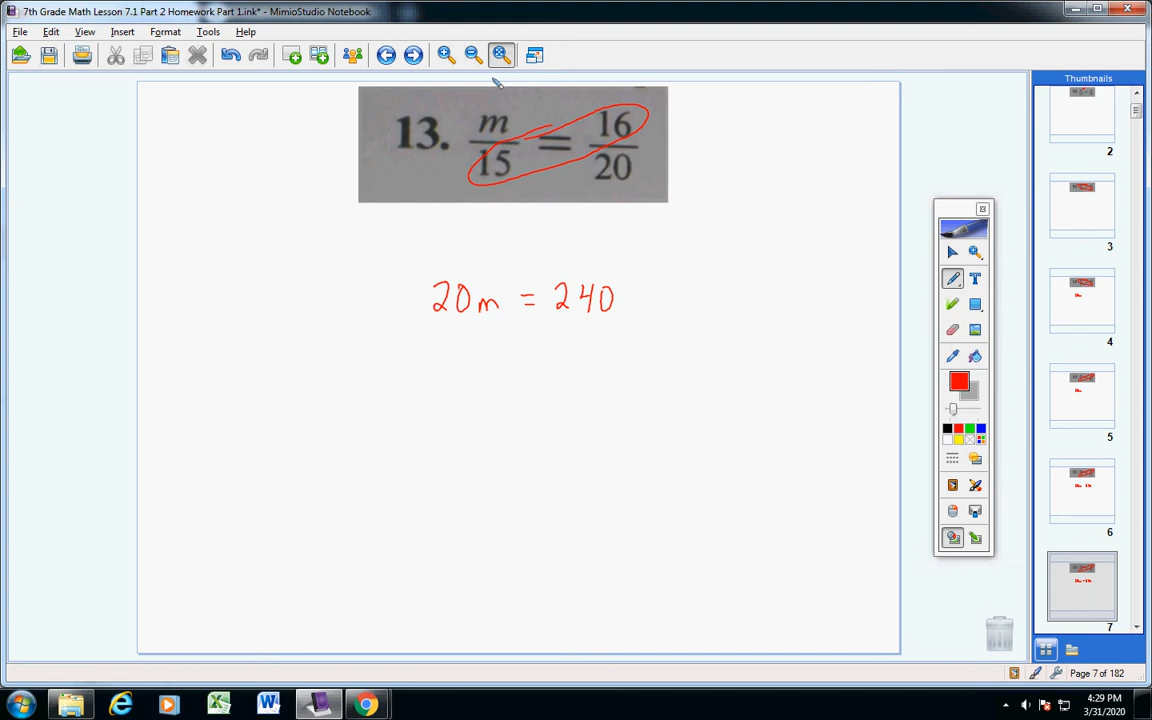 7th Grade Math Lesson 7.1 Part 2 Homework Part 1.ink* - MimioStudio Notebook
File Edit View Insert Format Tools Help
Thumbnails
13. m/15 = 16/20
20m = 240
2
3
4
5
6
7
T
Page 7 of 182
4:29 PM
3/31/2020